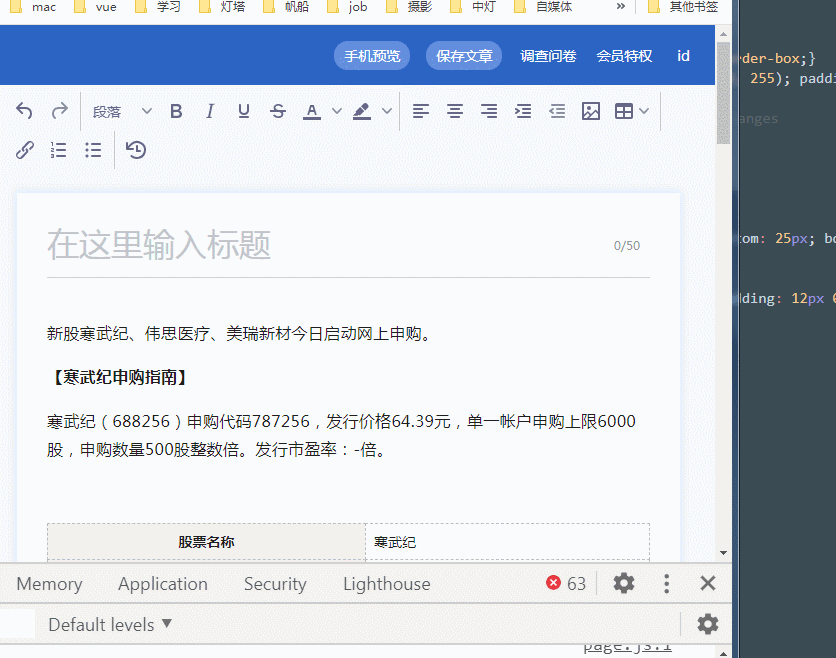 mac vue 学习 灯塔 帆船 job 摄影 中灯 自媒体 » 其他书签
手机预览 保存文章 调查问卷 会员特权 id
der-box;}
255); paddi
段落 B I U S A
anges
在这里输入标题 0/50
tom: 25px; bo
新股寒武纪、伟思医疗、美瑞新材今日启动网上申购。
dding: 12px 0
【寒武纪申购指南】
寒武纪（688256）申购代码787256，发行价格64.39元，单一帐户申购上限6000
股，申购数量500股整数倍。发行市盈率：-倍。
股票名称 寒武纪
Memory Application Security Lighthouse 63
Default levels ▼
page.js:1